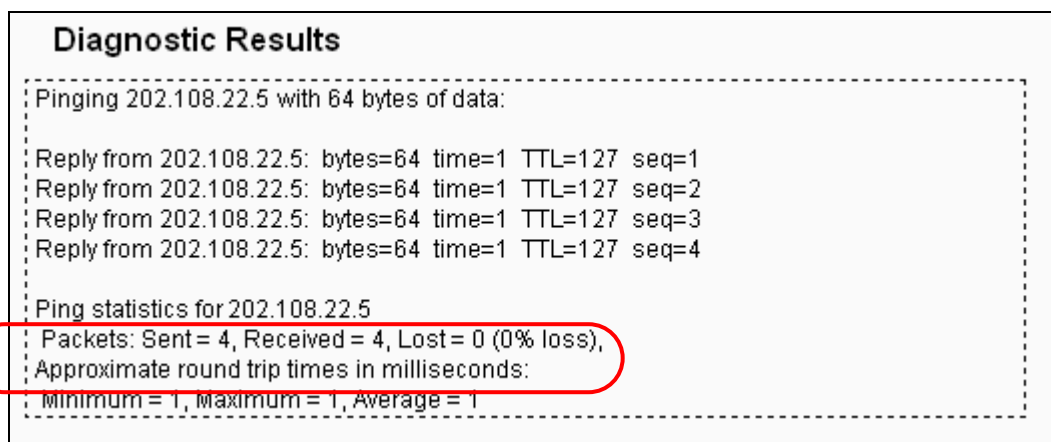 Diagnostic Results
Pinging 202.108.22.5 with 64 bytes of data:
Reply from 202.108.22.5: bytes=64 time=1 TTL=127 seq=1
Reply from 202.108.22.5: bytes=64 time=1 TTL=127 seq=2
Reply from 202.108.22.5: bytes=64 time=1 TTL=127 seq=3
Reply from 202.108.22.5: bytes=64 time=1 TTL=127 seq=4
Ping statistics for 202.108.22.5
Packets: Sent = 4, Received = 4, Lost = 0 (0% loss),
Approximate round trip times in milliseconds:
Minimum = 1, Maximum = 1, Average = 1